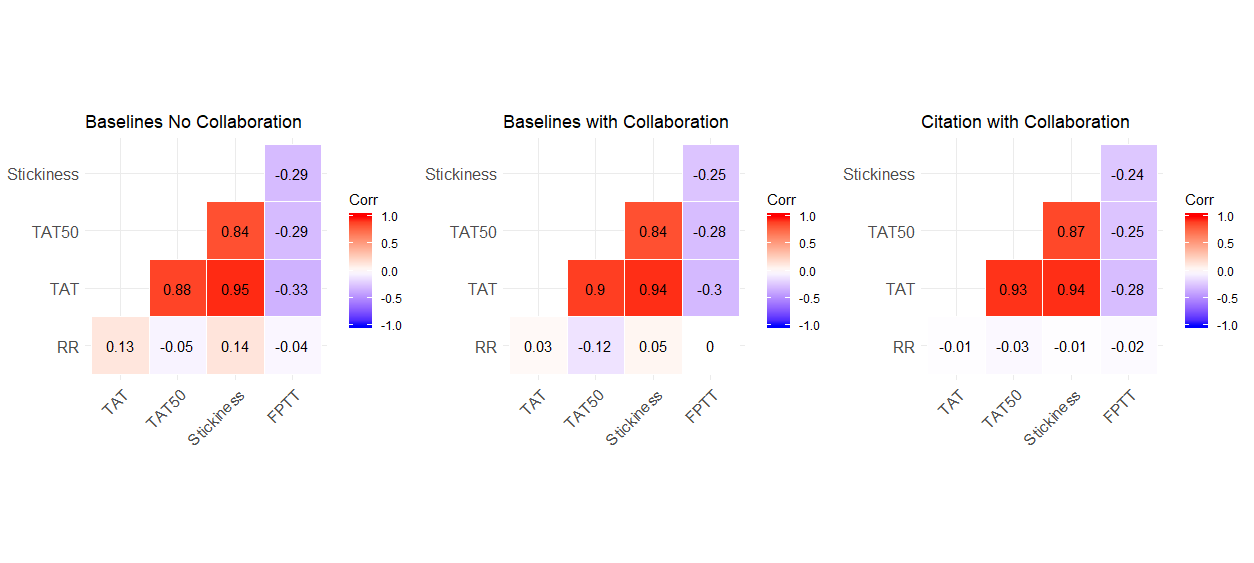 Baselines No Collaboration
Stickiness
TAT50
TAT
RR
-0.29
0.84 -0.29
0.88 0.95 -0.33
0.13 -0.05 0.14 -0.04
TAT TAT50 Stickiness FPTT
Corr
1.0
0.5
0.0
-0.5
-1.0
Baselines with Collaboration
Stickiness
TAT50
TAT
RR
-0.25
0.84 -0.28
0.9 0.94 -0.3
0.03 -0.12 0.05 0
TAT TAT50 Stickiness FPTT
Corr
1.0
0.5
0.0
-0.5
-1.0
Citation with Collaboration
Stickiness
TAT50
TAT
RR
-0.24
0.87 -0.25
0.93 0.94 -0.28
-0.01 -0.03 -0.01 -0.02
TAT TAT50 Stickiness FPTT
Corr
1.0
0.5
0.0
-0.5
-1.0